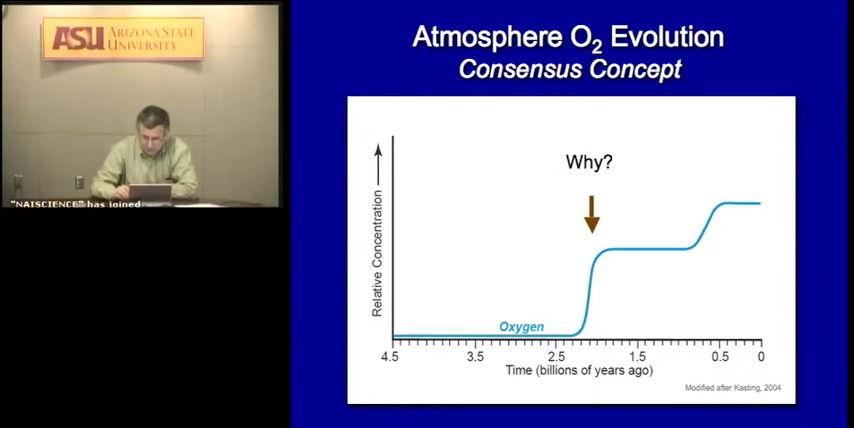 ASU ARIZONA STATE
UNIVERSITY
"NAISCIENCE" has joined
Atmosphere O₂ Evolution
Consensus Concept
Why?
Relative Concentration
Oxygen
4.5 3.5 2.5 1.5 0.5 0
Time (billions of years ago)
Modified after Kasting, 2004